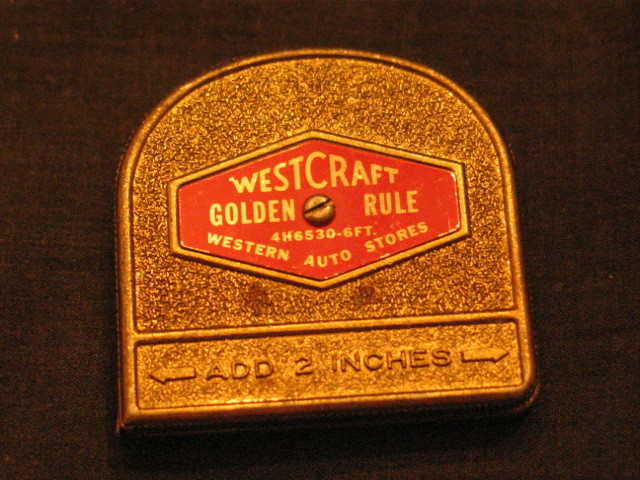 WESTCRAFT
GOLDEN RULE
4H6530-6FT.
WESTERN AUTO STORES
ADD 2 INCHES